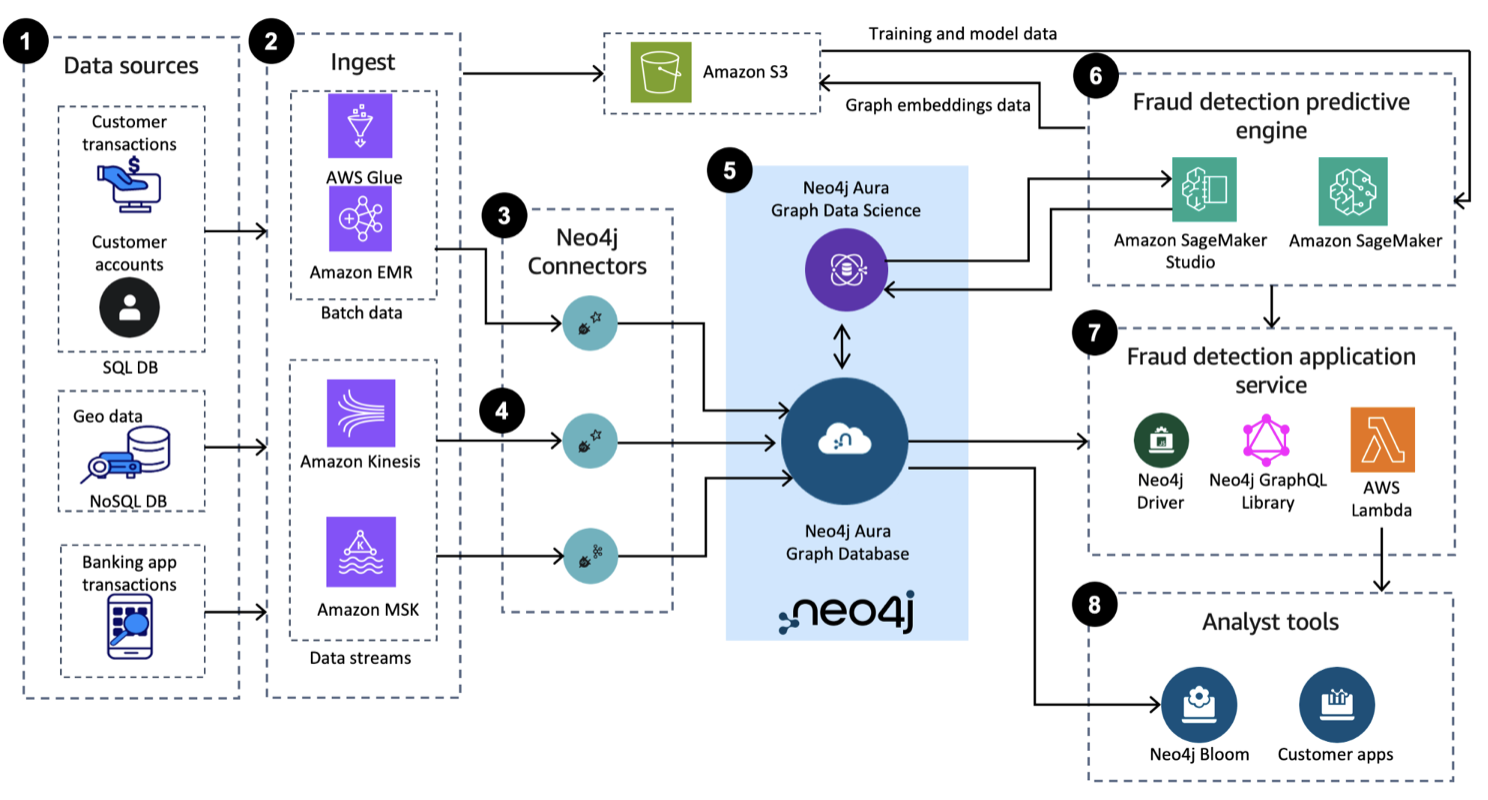 1
Data sources
Customer
transactions
$
Customer
accounts
SQL DB
Geo data
NoSQL DB
Banking app
transactions
2
Ingest
AWS Glue
Amazon EMR
Batch data
Amazon Kinesis
K
Amazon MSK
Data streams
Amazon S3
Training and model data
Graph embeddings data
3
Neo4j
Connectors
4
5
Neo4j Aura
Graph Data Science
n
Neo4j Aura
Graph Database
neo4j
6
Fraud detection predictive
engine
Amazon SageMaker
Studio
Amazon SageMaker
7
Fraud detection application
service
Neo4j
Driver
Neo4j GraphQL
Library
AWS
Lambda
8
Analyst tools
Neo4j Bloom
Customer apps